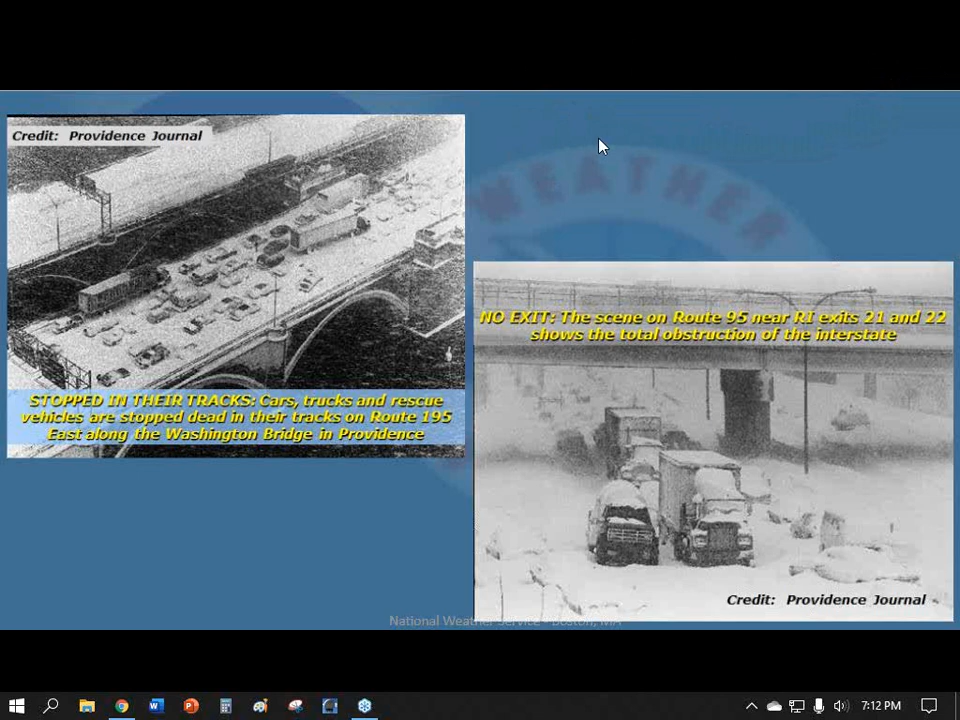 Credit: Providence Journal
STOPPED IN THEIR TRACKS: Cars, trucks and rescue
vehicles are stopped dead in their tracks on Route 195
East along the Washington Bridge in Providence
WEATHER
NO EXIT: The scene on Route 95 near RI exits 21 and 22
shows the total obstruction of the interstate
Credit: Providence Journal
National Weather Service - Boston, MA
7:12 PM